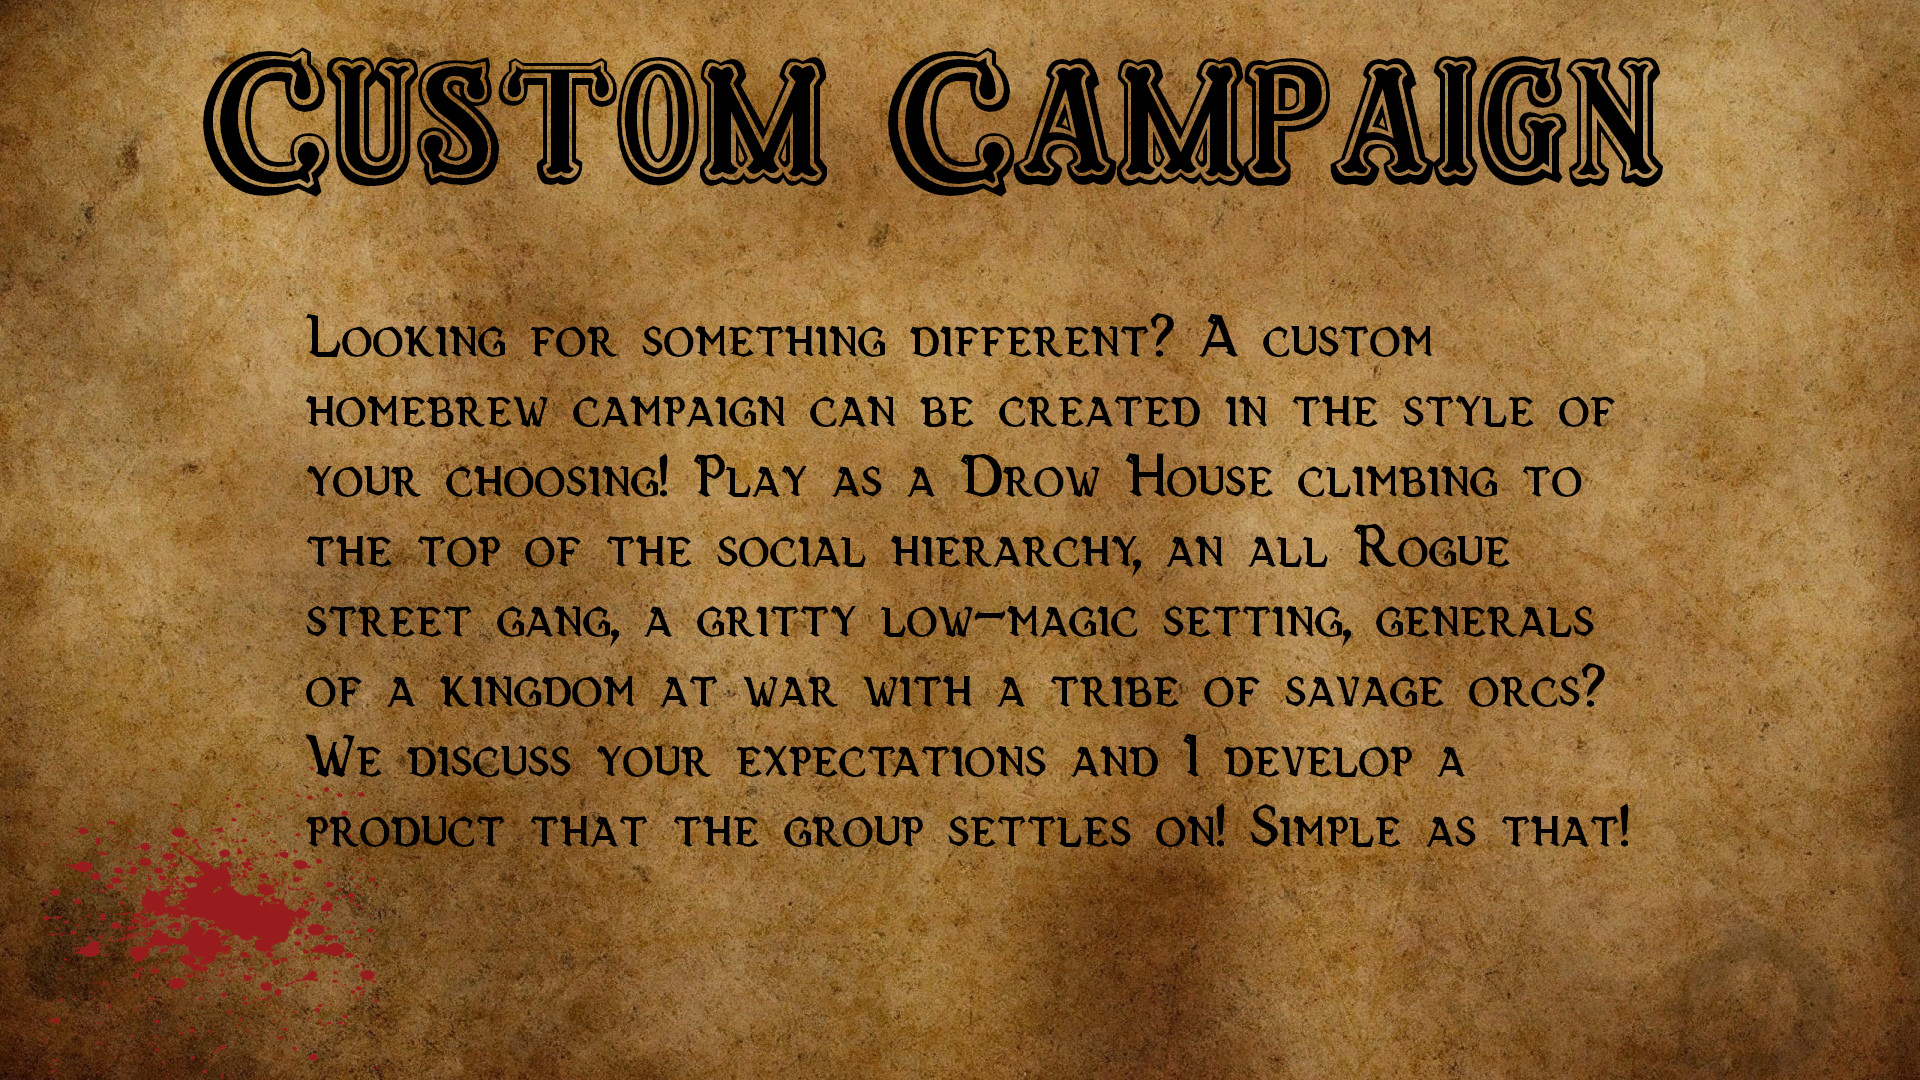 Custom Campaign
Looking for something different? A custom
homebrew campaign can be created in the style of
your choosing! Play as a Drow House climbing to
the top of the social hierarchy, an all Rogue
street gang, a gritty low-magic setting, generals
of a kingdom at war with a tribe of savage orcs?
We discuss your expectations and I develop a
product that the group settles on! Simple as that!